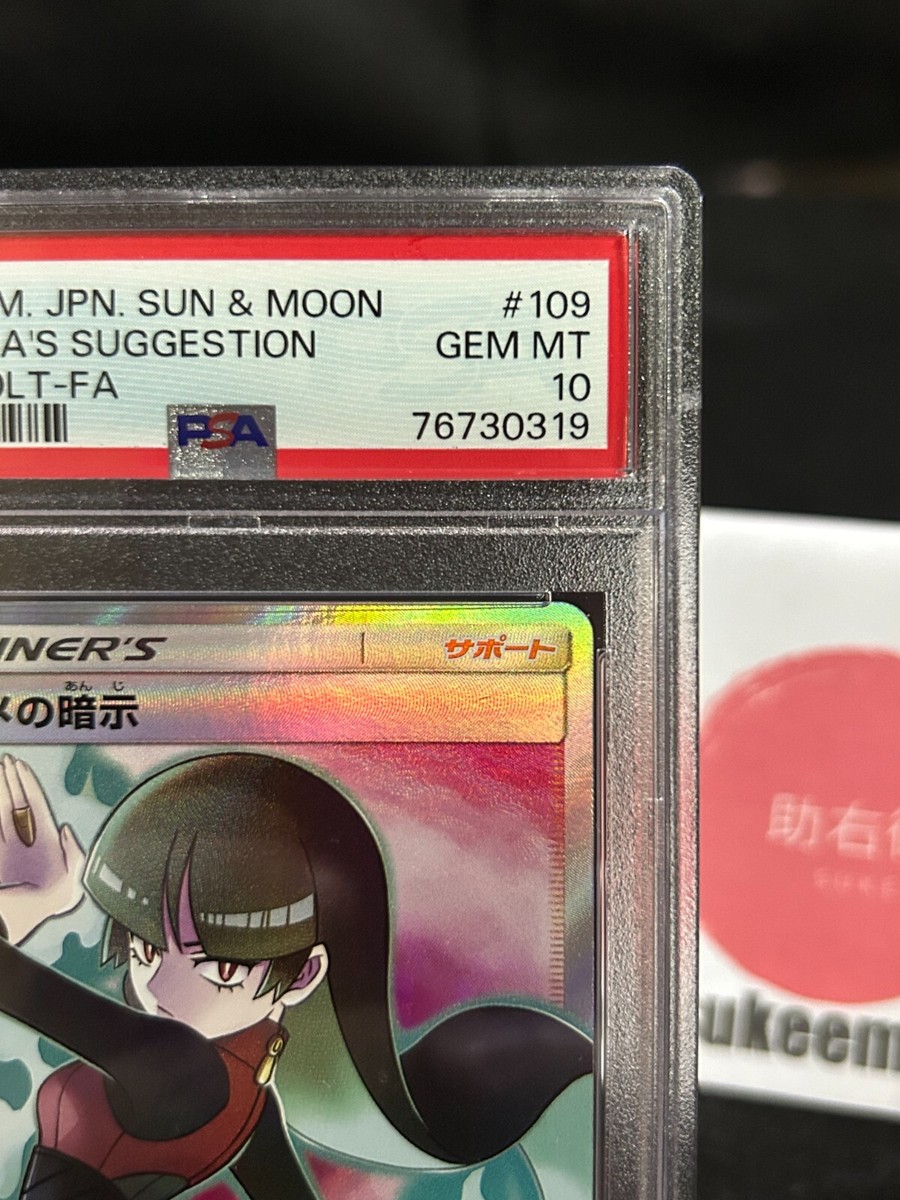 M. JPN. SUN & MOON #109
A'S SUGGESTION GEM MT
OLT-FA 10
PSA 76730319
INER'S サポート
あん じ
メの暗示
助右
SUKE
ukeem